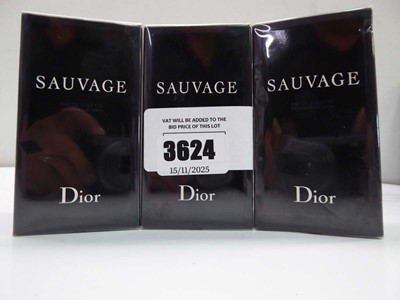 SAUVAGE SAUVAGE SAUVAGE
VAT WILL BE ADDED TO THE
BID PRICE OF THIS LOT
3624
15/11/2025
Dior Dior Dior